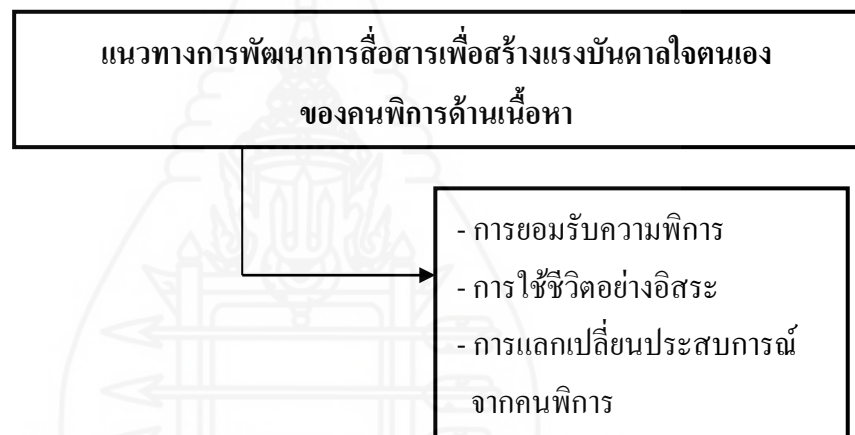 แนวทางการพัฒนาการสื่อสารเพื่อสร้างแรงบันดาลใจตนเอง
ของคนพิการด้านเนื้อหา
- การยอมรับความพิการ
- การใช้ชีวิตอย่างอิสระ
- การแลกเปลี่ยนประสบการณ์
จากคนพิการ